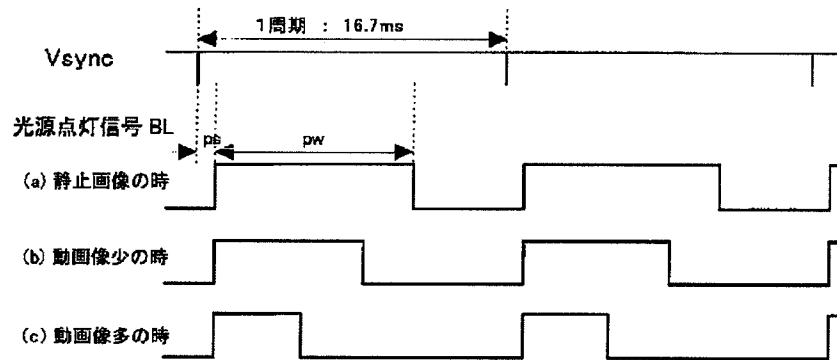 1周期 : 16.7ms
Vsync
光源点灯信号 BL
ps
pw
(a) 静止画像の時
(b) 動画像少の時
(c) 動画像多の時